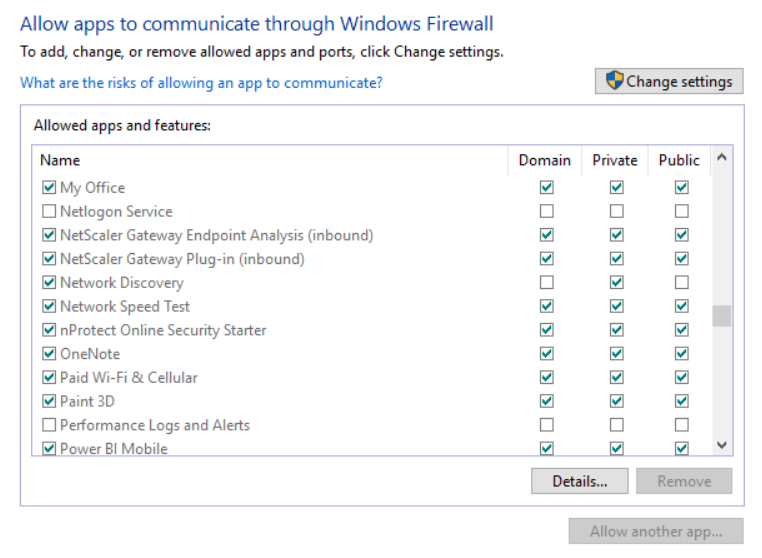 Allow apps to communicate through Windows Firewall
To add, change, or remove allowed apps and ports, click Change settings.
What are the risks of allowing an app to communicate?
Change settings
Allowed apps and features:
Name Domain Private Public
My Office
Netlogon Service
NetScaler Gateway Endpoint Analysis (inbound)
NetScaler Gateway Plug-in (inbound)
Network Discovery
Network Speed Test
nProtect Online Security Starter
OneNote
Paid Wi-Fi & Cellular
Paint 3D
Performance Logs and Alerts
Power BI Mobile
Details... Remove
Allow another app...